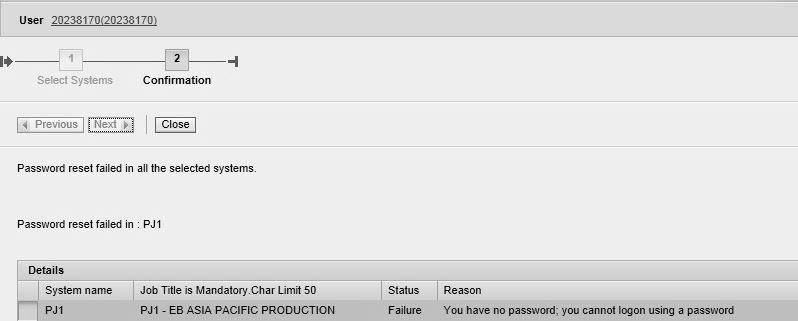 User 20238170(20238170)
1 2
Select Systems Confirmation
Previous Next Close
Password reset failed in all the selected systems.
Password reset failed in : PJ1
Details
System name Job Title is Mandatory.Char Limit 50 Status Reason
PJ1 PJ1 - EB ASIA PACIFIC PRODUCTION Failure You have no password; you cannot logon using a password